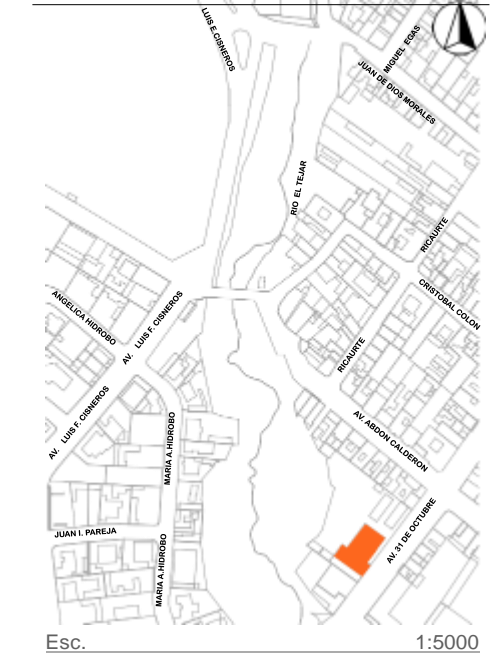 LUIS E.CISNEROS
MIGUEL EGAS
JUAN DE DIOS MORALES
RIO EL TEJAR
RICAURTE
CRISTOBAL COLON
ANGELICA HIDROBO
AV. LUIS F. CISNEROS
RICAURTE
AV. LUIS F. CISNEROS
MARIA A.HIDROBO
AV. ABDON CALDERON
AV. 31 DE OCTUBRE
JUAN I. PAREJA
MARIA A.HIDROBO
Esc. 1:5000